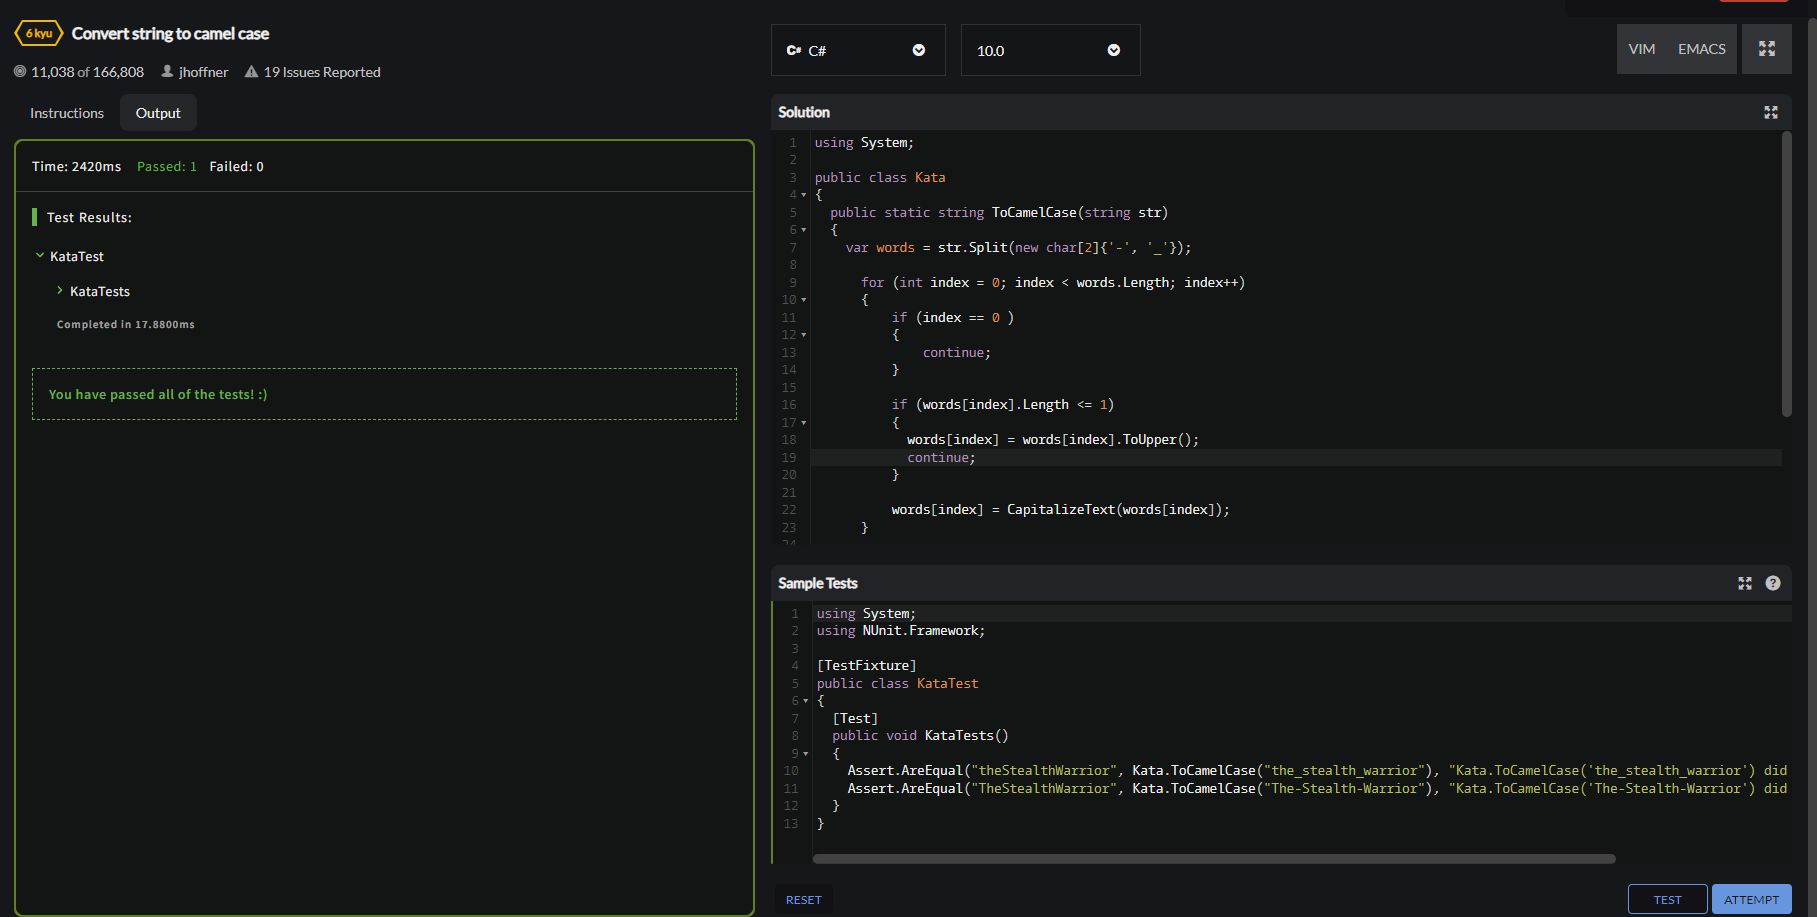 6 kyu
Convert string to camel case
11,038 of 166,808 jhoffner 19 Issues Reported
Instructions Output
Time: 2420ms Passed: 1 Failed: 0
Test Results:
KataTest
KataTests
Completed in 17.8800ms
You have passed all of the tests! :)
C# C#
10.0
VIM EMACS
Solution
1 using System;
2
3 public class Kata
4 {
5 public static string ToCamelCase(string str)
6 {
7 var words = str.Split(new char[2]{'-', '_'});
8
9 for (int index = 0; index < words.Length; index++)
10 {
11 if (index == 0 )
12 {
13 continue;
14 }
15
16 if (words[index].Length <= 1)
17 {
18 words[index] = words[index].ToUpper();
19 continue;
20 }
21
22 words[index] = CapitalizeText(words[index]);
23 }
24
Sample Tests
1 using System;
2 using NUnit.Framework;
3
4 [TestFixture]
5 public class KataTest
6 {
7 [Test]
8 public void KataTests()
9 {
10 Assert.AreEqual("theStealthWarrior", Kata.ToCamelCase("the_stealth_warrior"), "Kata.ToCamelCase('the_stealth_warrior') did
11 Assert.AreEqual("TheStealthWarrior", Kata.ToCamelCase("The-Stealth-Warrior"), "Kata.ToCamelCase('The-Stealth-Warrior') did
12 }
13 }
RESET TEST ATTEMPT